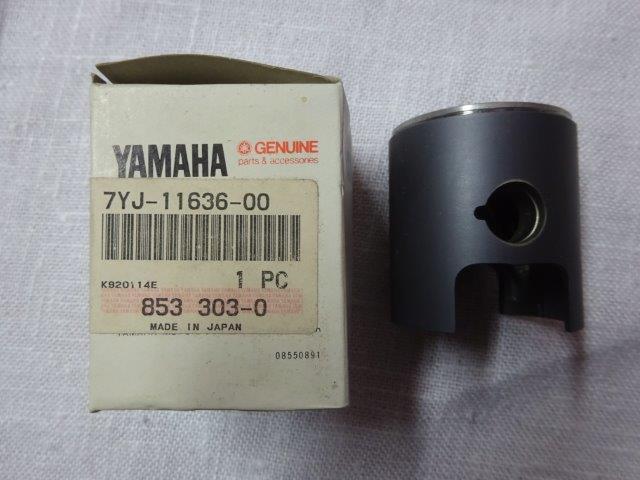 YAMAHA
GENUINE
parts & accessories
7YJ-11636-00
K920114E
1 PC
853 303-0
MADE IN JAPAN
08550891